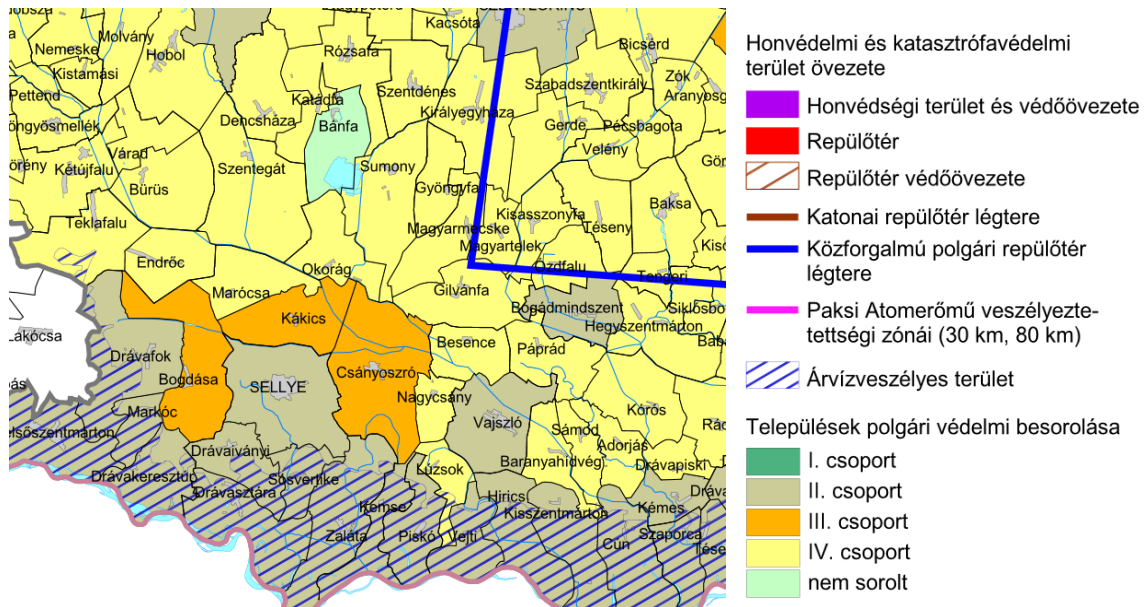 Kacsóta
Molvány
Nemeske
Hobol
Rózsafa
Bicsérd
Kistamási
Pettend
Szentdénes
Szabadszentkirály
Zók
Katádfa
Királyegyháza
Dencsháza
Bánfa
Gerde
Pécsbagota
Várad
Velény
Kétújfalu
Szentegát
Sumony
Bürüs
Gyöngyfa
Baksa
Teklafalu
Kisasszonyfa
Magyarmecske
Téseny
Magyartelek
Endrőc
Okorág
Ózdfalu
Tengeri
Marócsa
Gilvánfa
Bogádmindszent
Kákics
Hegyszentmárton
Lakócsa
Besence
Páprád
Drávafok
Bogdása
SELLYE
Csányoszró
Nagycsány
Markóc
Vajszló
Kórós
Sámod
Adorjás
Drávaiványi
Lúzsok
Baranyahídvég
Drávapiski
Drávakeresztúr
Sósvertike
Drávasztára
Hirics
Kemse
Kisszentmárton
Kémes
Zaláta
Piskó
Vejti
Cún
Szaporca
Honvédelmi és katasztrófavédelmi
terület övezete
Honvédségi terület és védőövezete
Repülőtér
Repülőtér védőövezete
Katonai repülőtér légtere
Közforgalmú polgári repülőtér
légtere
Paksi Atomerőmű veszélyezte-
tettségi zónái (30 km, 80 km)
Árvízveszélyes terület
Települések polgári védelmi besorolása
I. csoport
II. csoport
III. csoport
IV. csoport
nem sorolt